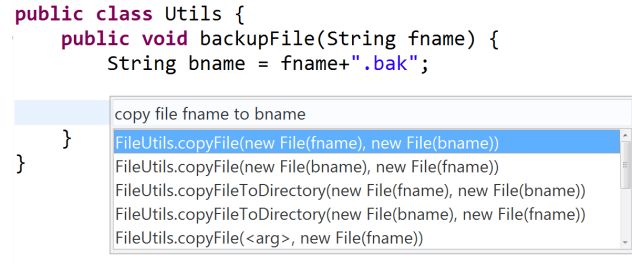 public class Utils {
public void backupFile(String fname) {
String bname = fname+".bak";
copy file fname to bname
FileUtils.copyFile(new File(fname), new File(bname))
FileUtils.copyFile(new File(bname), new File(fname))
FileUtils.copyFileToDirectory(new File(fname), new File(bname))
FileUtils.copyFileToDirectory(new File(bname), new File(fname))
FileUtils.copyFile(<arg>, new File(fname))
}
}